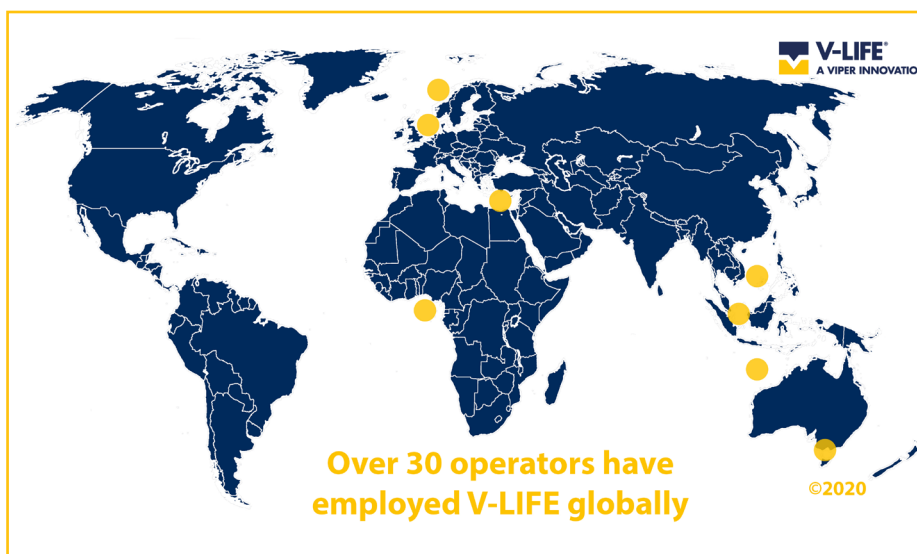 V-LIFE®
A VIPER INNOVATIO
Over 30 operators have
employed V-LIFE globally
©2020